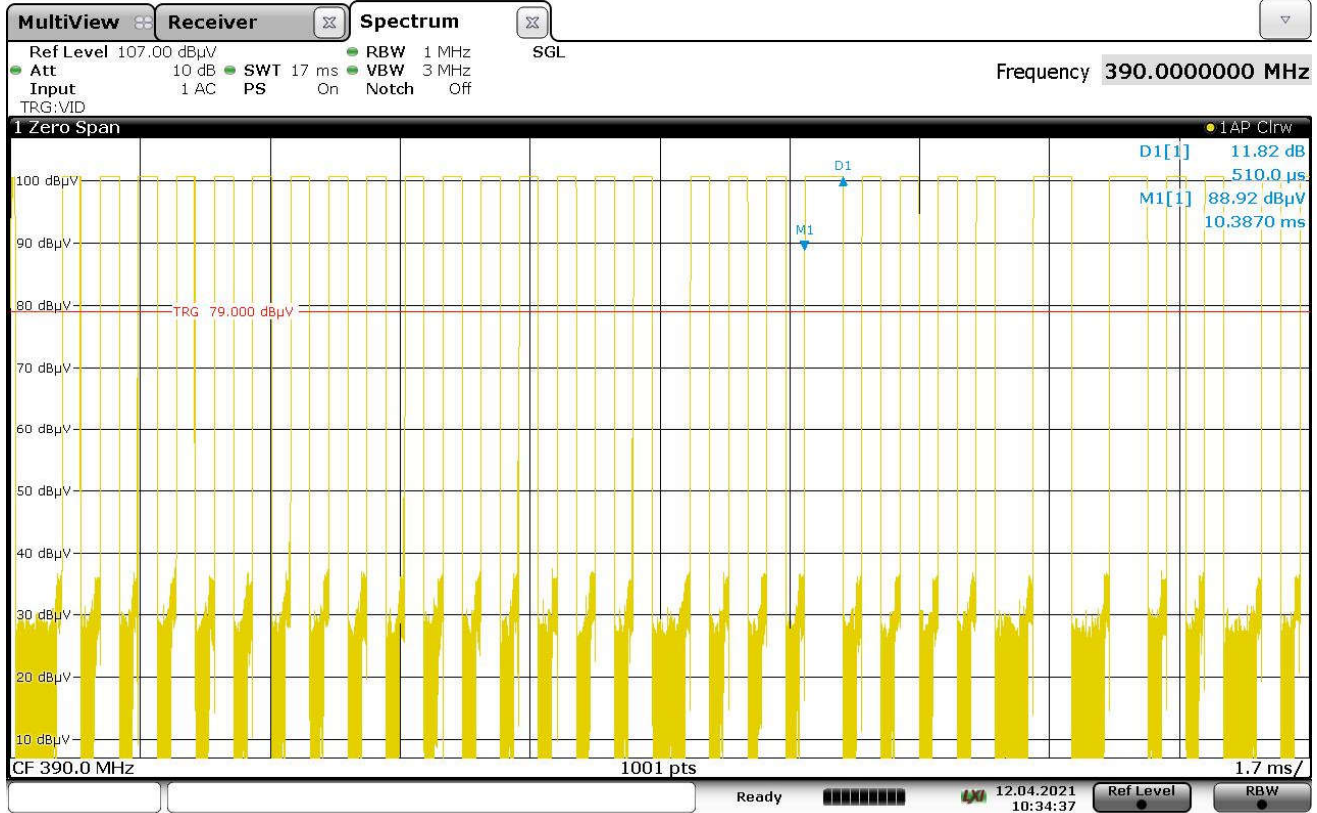 MultiView Receiver Spectrum
Ref Level 107.00 dBµV RBW 1 MHz SGL
Att 10 dB SWT 17 ms VBW 3 MHz
Input 1 AC PS On Notch Off
TRG:VID
Frequency 390.0000000 MHz
1 Zero Span 1AP Clrw
D1[1] 11.82 dB
510.0 µs
M1[1] 88.92 dBµV
10.3870 ms
D1
M1
100 dBµV
90 dBµV
80 dBµV
TRG 79.000 dBµV
70 dBµV
60 dBµV
50 dBµV
40 dBµV
30 dBµV
20 dBµV
10 dBµV
CF 390.0 MHz 1001 pts 1.7 ms/
Ready LXI 12.04.2021 Ref Level RBW
10:34:37